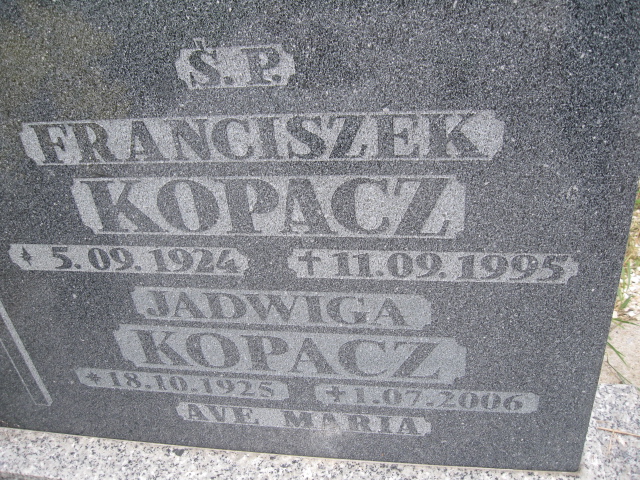 Ś. P.
FRANCISZEK
KOPACZ
* 5. 09. 1924 † 11. 09. 1995
JADWIGA
KOPACZ
* 18. 10. 1925 † 1. 07. 2006
AVE MARIA